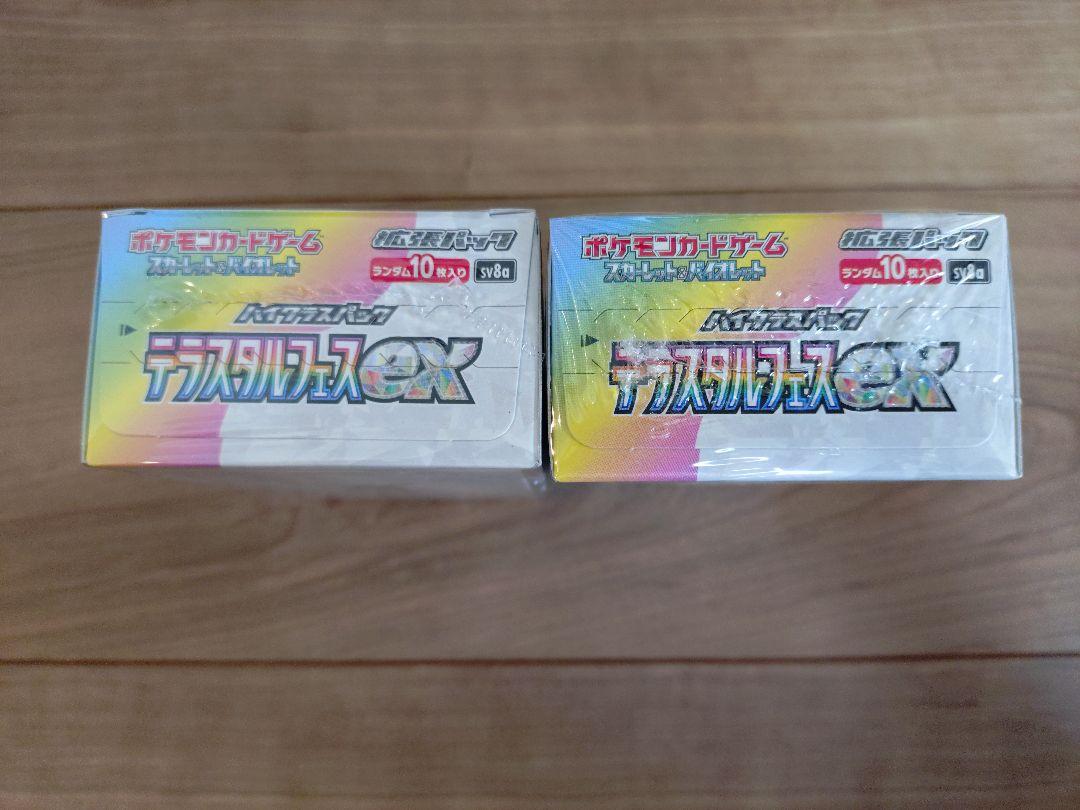 ポケモンカードゲーム
スカーレット&バイオレット
拡張パック
ランダム10枚入り
sv8a
ハイクラスパック
テラスタルフェスex
ポケモンカードゲーム
スカーレット&バイオレット
拡張パック
ランダム10枚入り
sv8a
ハイクラスパック
テラスタルフェスex